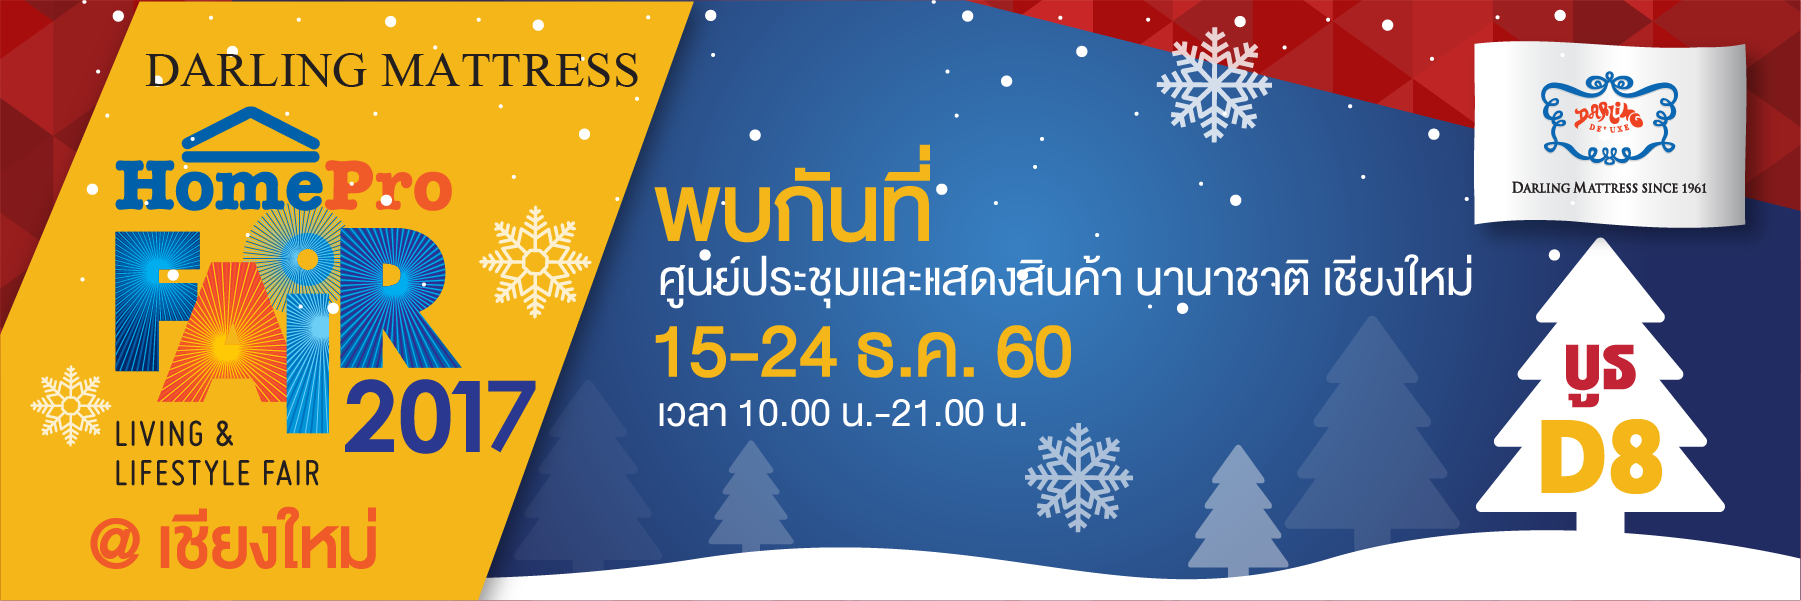 DARLING MATTRESS
HomePro
FAiR
2017
LIVING &
LIFESTYLE FAIR
@ เชียงใหม่
พบกันที่
ศูนย์ประชุมและแสดงสินค้า นานาชาติ เชียงใหม่
15-24 ธ.ค. 60
เวลา 10.00 น.-21.00 น.
DARLING
DE'UXE
DARLING MATTRESS SINCE 1961
บูธ
D8